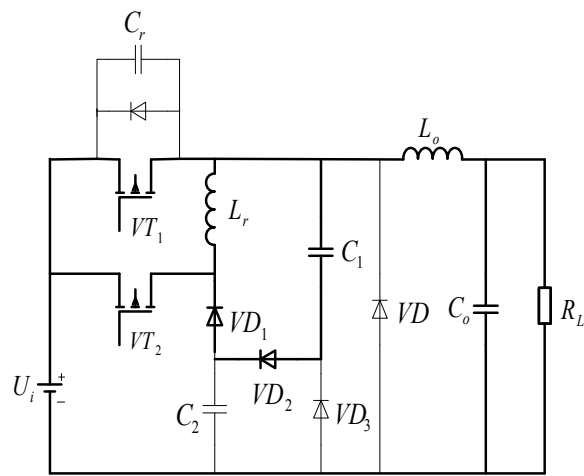 C_r
L_o
VT_1
L_r
C_1
VT_2
VD_1
VD
C_o
R_L
U_i
+
−
VD_2
C_2
VD_3